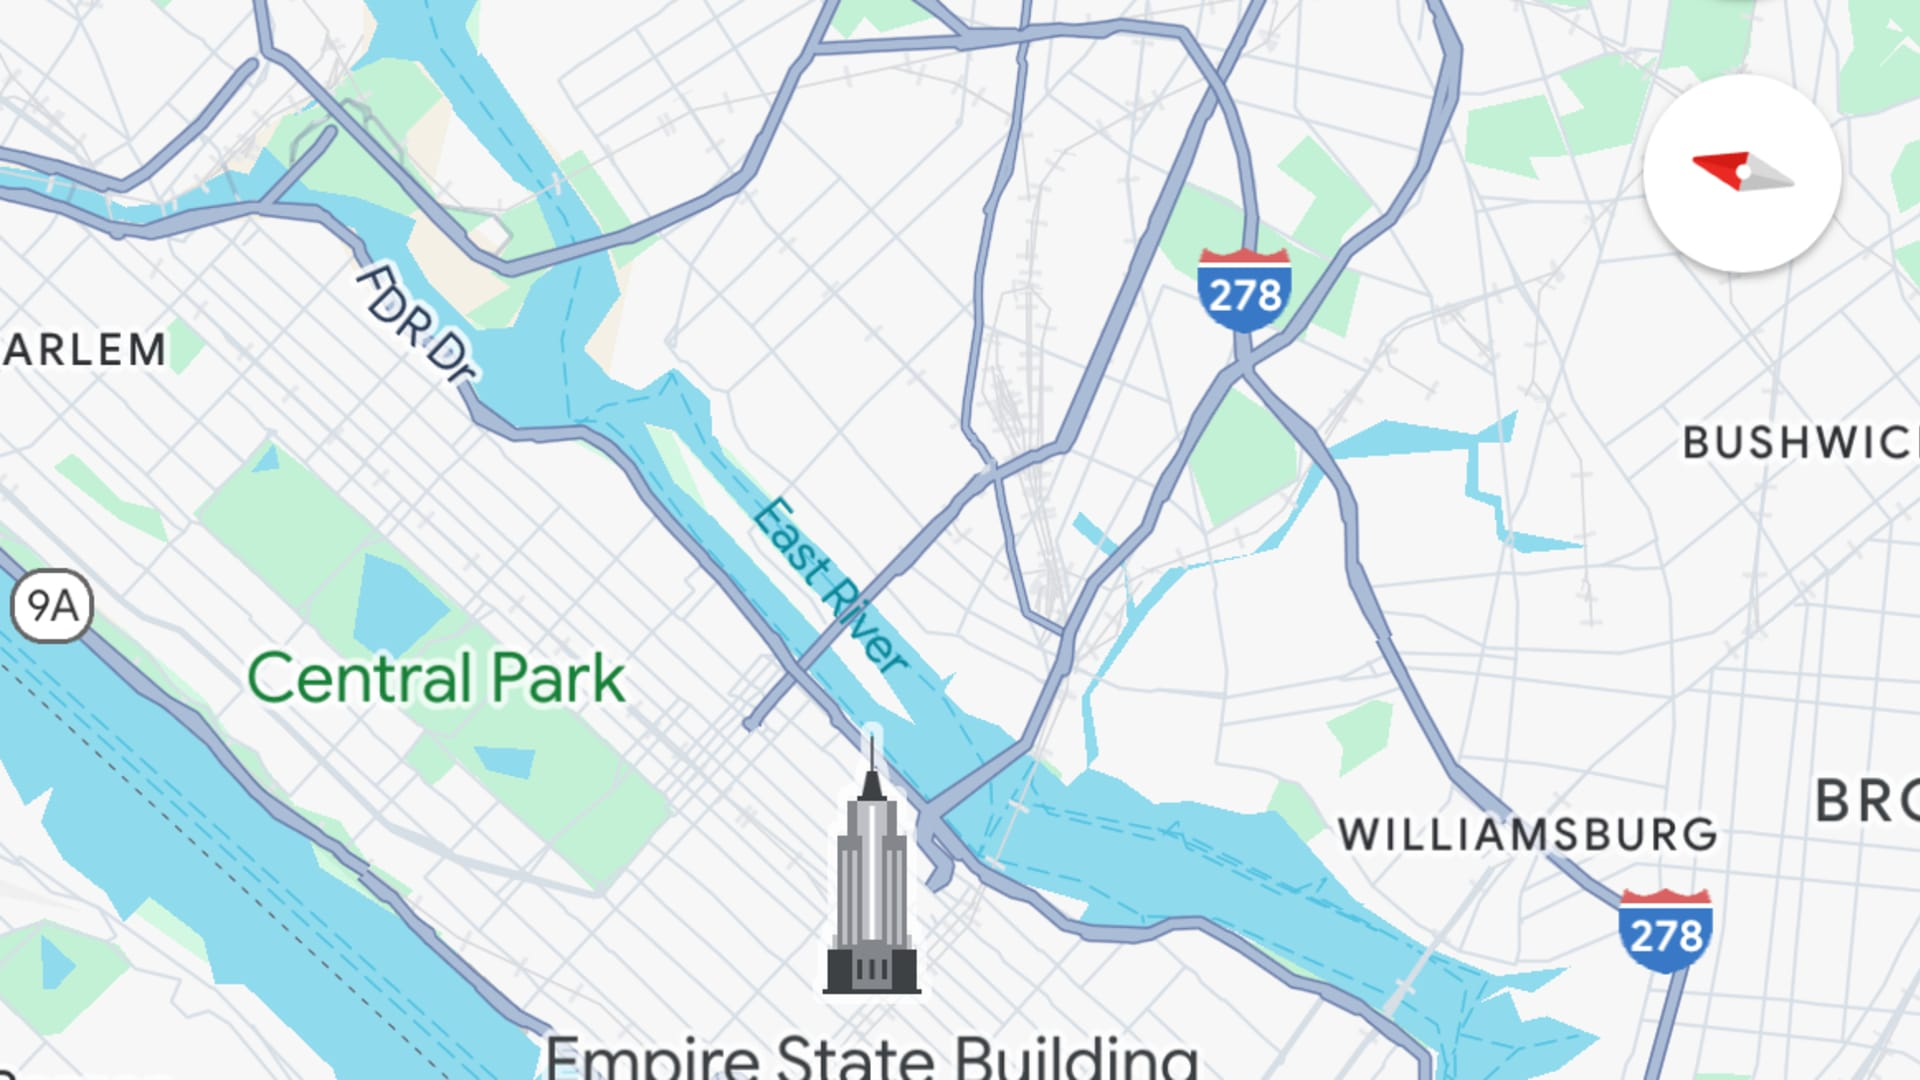 278
FDR Dr
ARLEM
BUSHWIC
East River
9A
Central Park
BRO
WILLIAMSBURG
278
Empire State Building